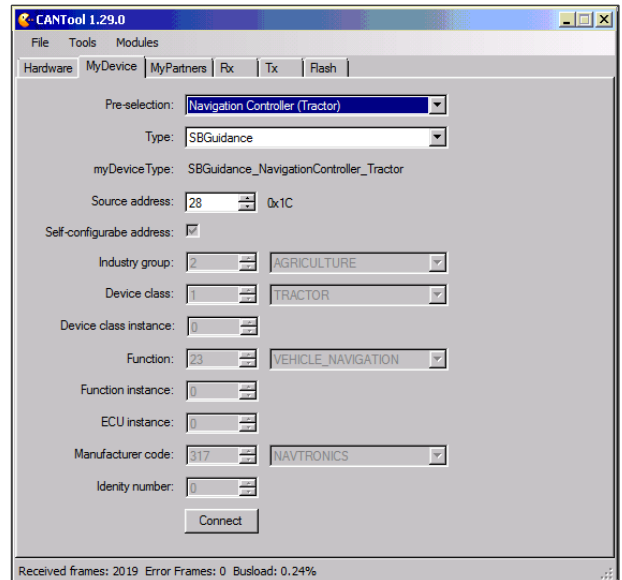 CANTool 1.29.0
File Tools Modules
Hardware MyDevice MyPartners Rx Tx Flash
Pre-selection: Navigation Controller (Tractor)
Type: SBGuidance
myDeviceType: SBGuidance_NavigationController_Tractor
Source address: 28 0x1C
Self-configurabe address:
Industry group: 2 AGRICULTURE
Device class: 1 TRACTOR
Device class instance: 0
Function: 23 VEHICLE_NAVIGATION
Function instance: 0
ECU instance: 0
Manufacturer code: 317 NAVTRONICS
Idenity number: 0
Connect
Received frames: 2019 Error Frames: 0 Busload: 0.24%